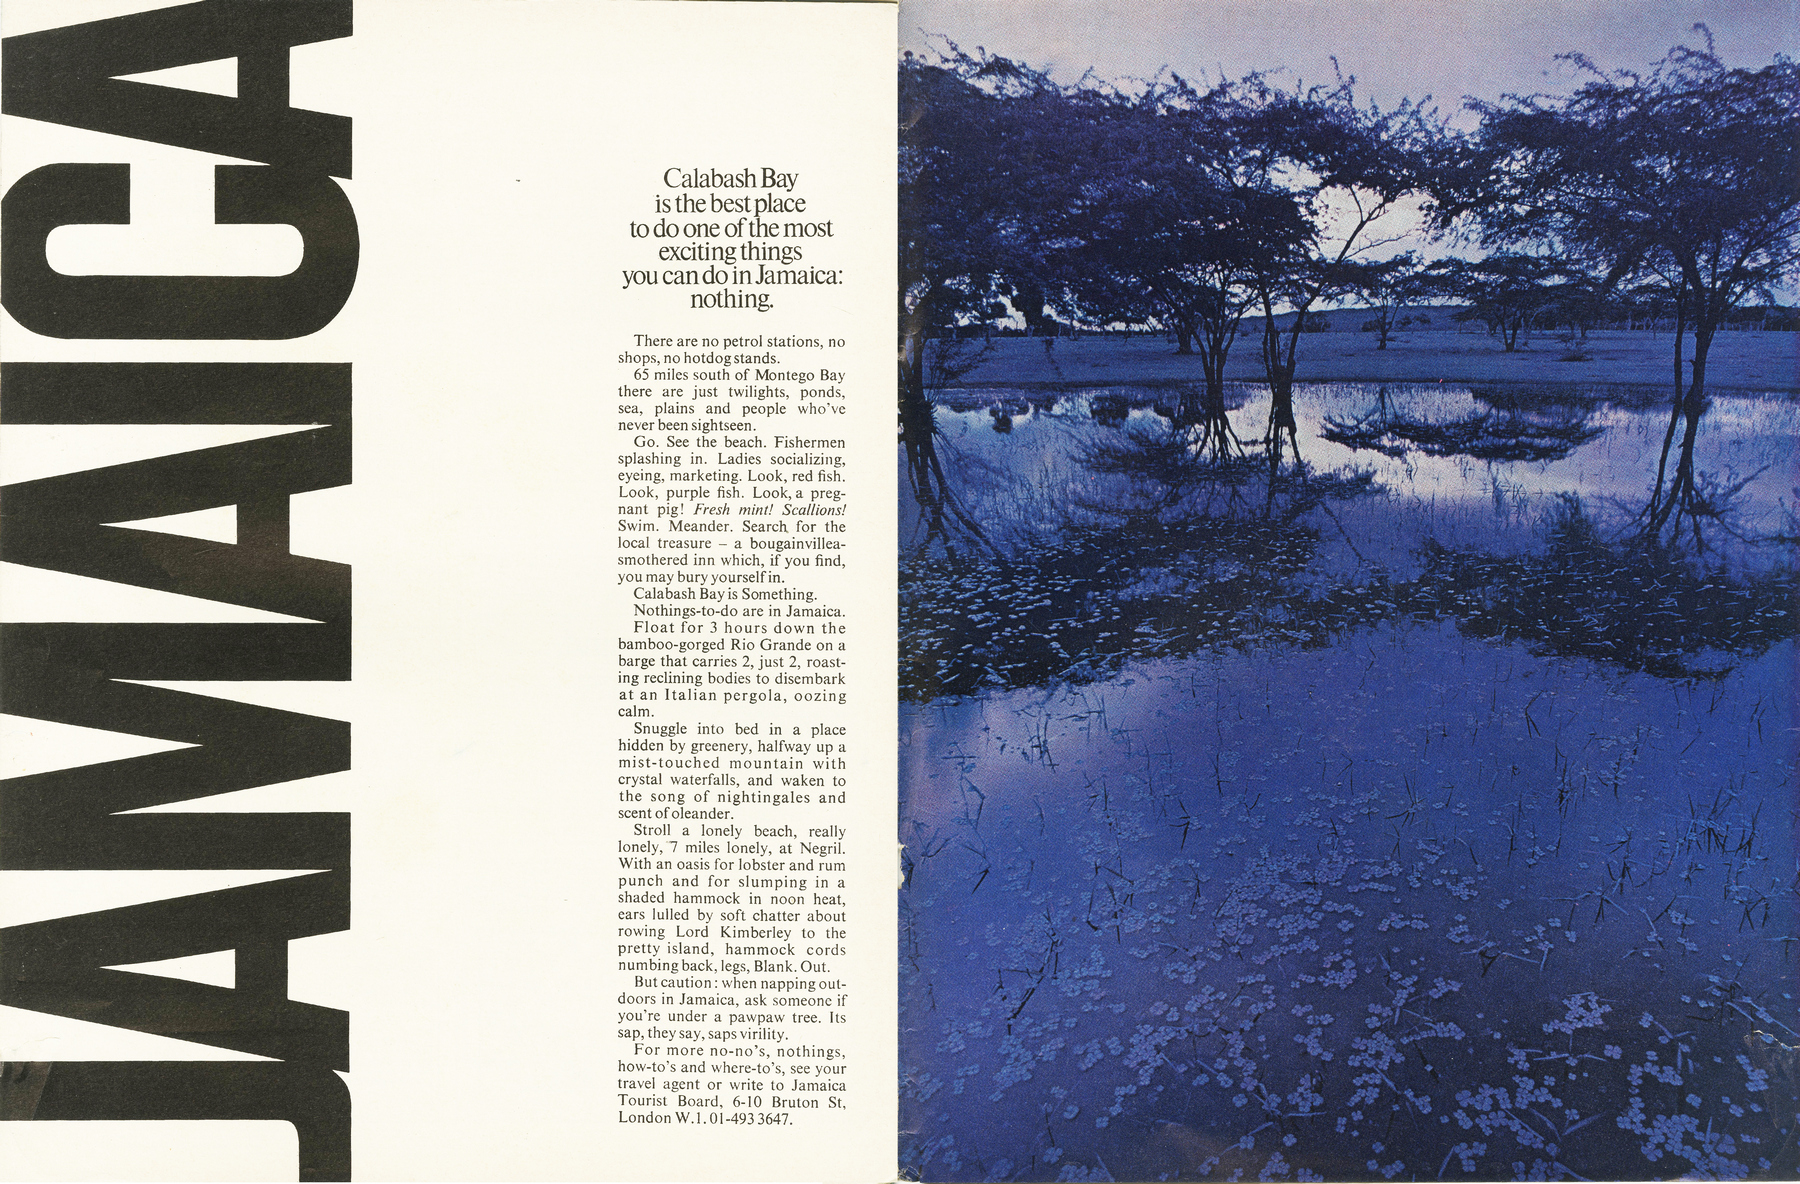 JAMAICA
Calabash Bay
is the best place
to do one of the most
exciting things
you can do in Jamaica:
nothing.
There are no petrol stations, no
shops, no hotdog stands.
65 miles south of Montego Bay
there are just twilights, ponds,
sea, plains and people who've
never been sightseen.
Go. See the beach. Fishermen
splashing in. Ladies socializing,
eyeing, marketing. Look, red fish.
Look, purple fish. Look, a preg-
nant pig! Fresh mint! Scallions!
Swim. Meander. Search for the
local treasure – a bougainvillea-
smothered inn which, if you find,
you may bury yourself in.
Calabash Bay is Something.
Nothings-to-do are in Jamaica.
Float for 3 hours down the
bamboo-gorged Rio Grande on a
barge that carries 2, just 2, roast-
ing reclining bodies to disembark
at an Italian pergola, oozing
calm.
Snuggle into bed in a place
hidden by greenery, halfway up a
mist-touched mountain with
crystal waterfalls, and waken to
the song of nightingales and
scent of oleander.
Stroll a lonely beach, really
lonely, 7 miles lonely, at Negril.
With an oasis for lobster and rum
punch and for slumping in a
shaded hammock in noon heat,
ears lulled by soft chatter about
rowing Lord Kimberley to the
pretty island, hammock cords
numbing back, legs, Blank. Out.
But caution: when napping out-
doors in Jamaica, ask someone if
you're under a pawpaw tree. Its
sap, they say, saps virility.
For more no-no's, nothings,
how-to's and where-to's, see your
travel agent or write to Jamaica
Tourist Board, 6-10 Bruton St,
London W.1. 01-493 3647.